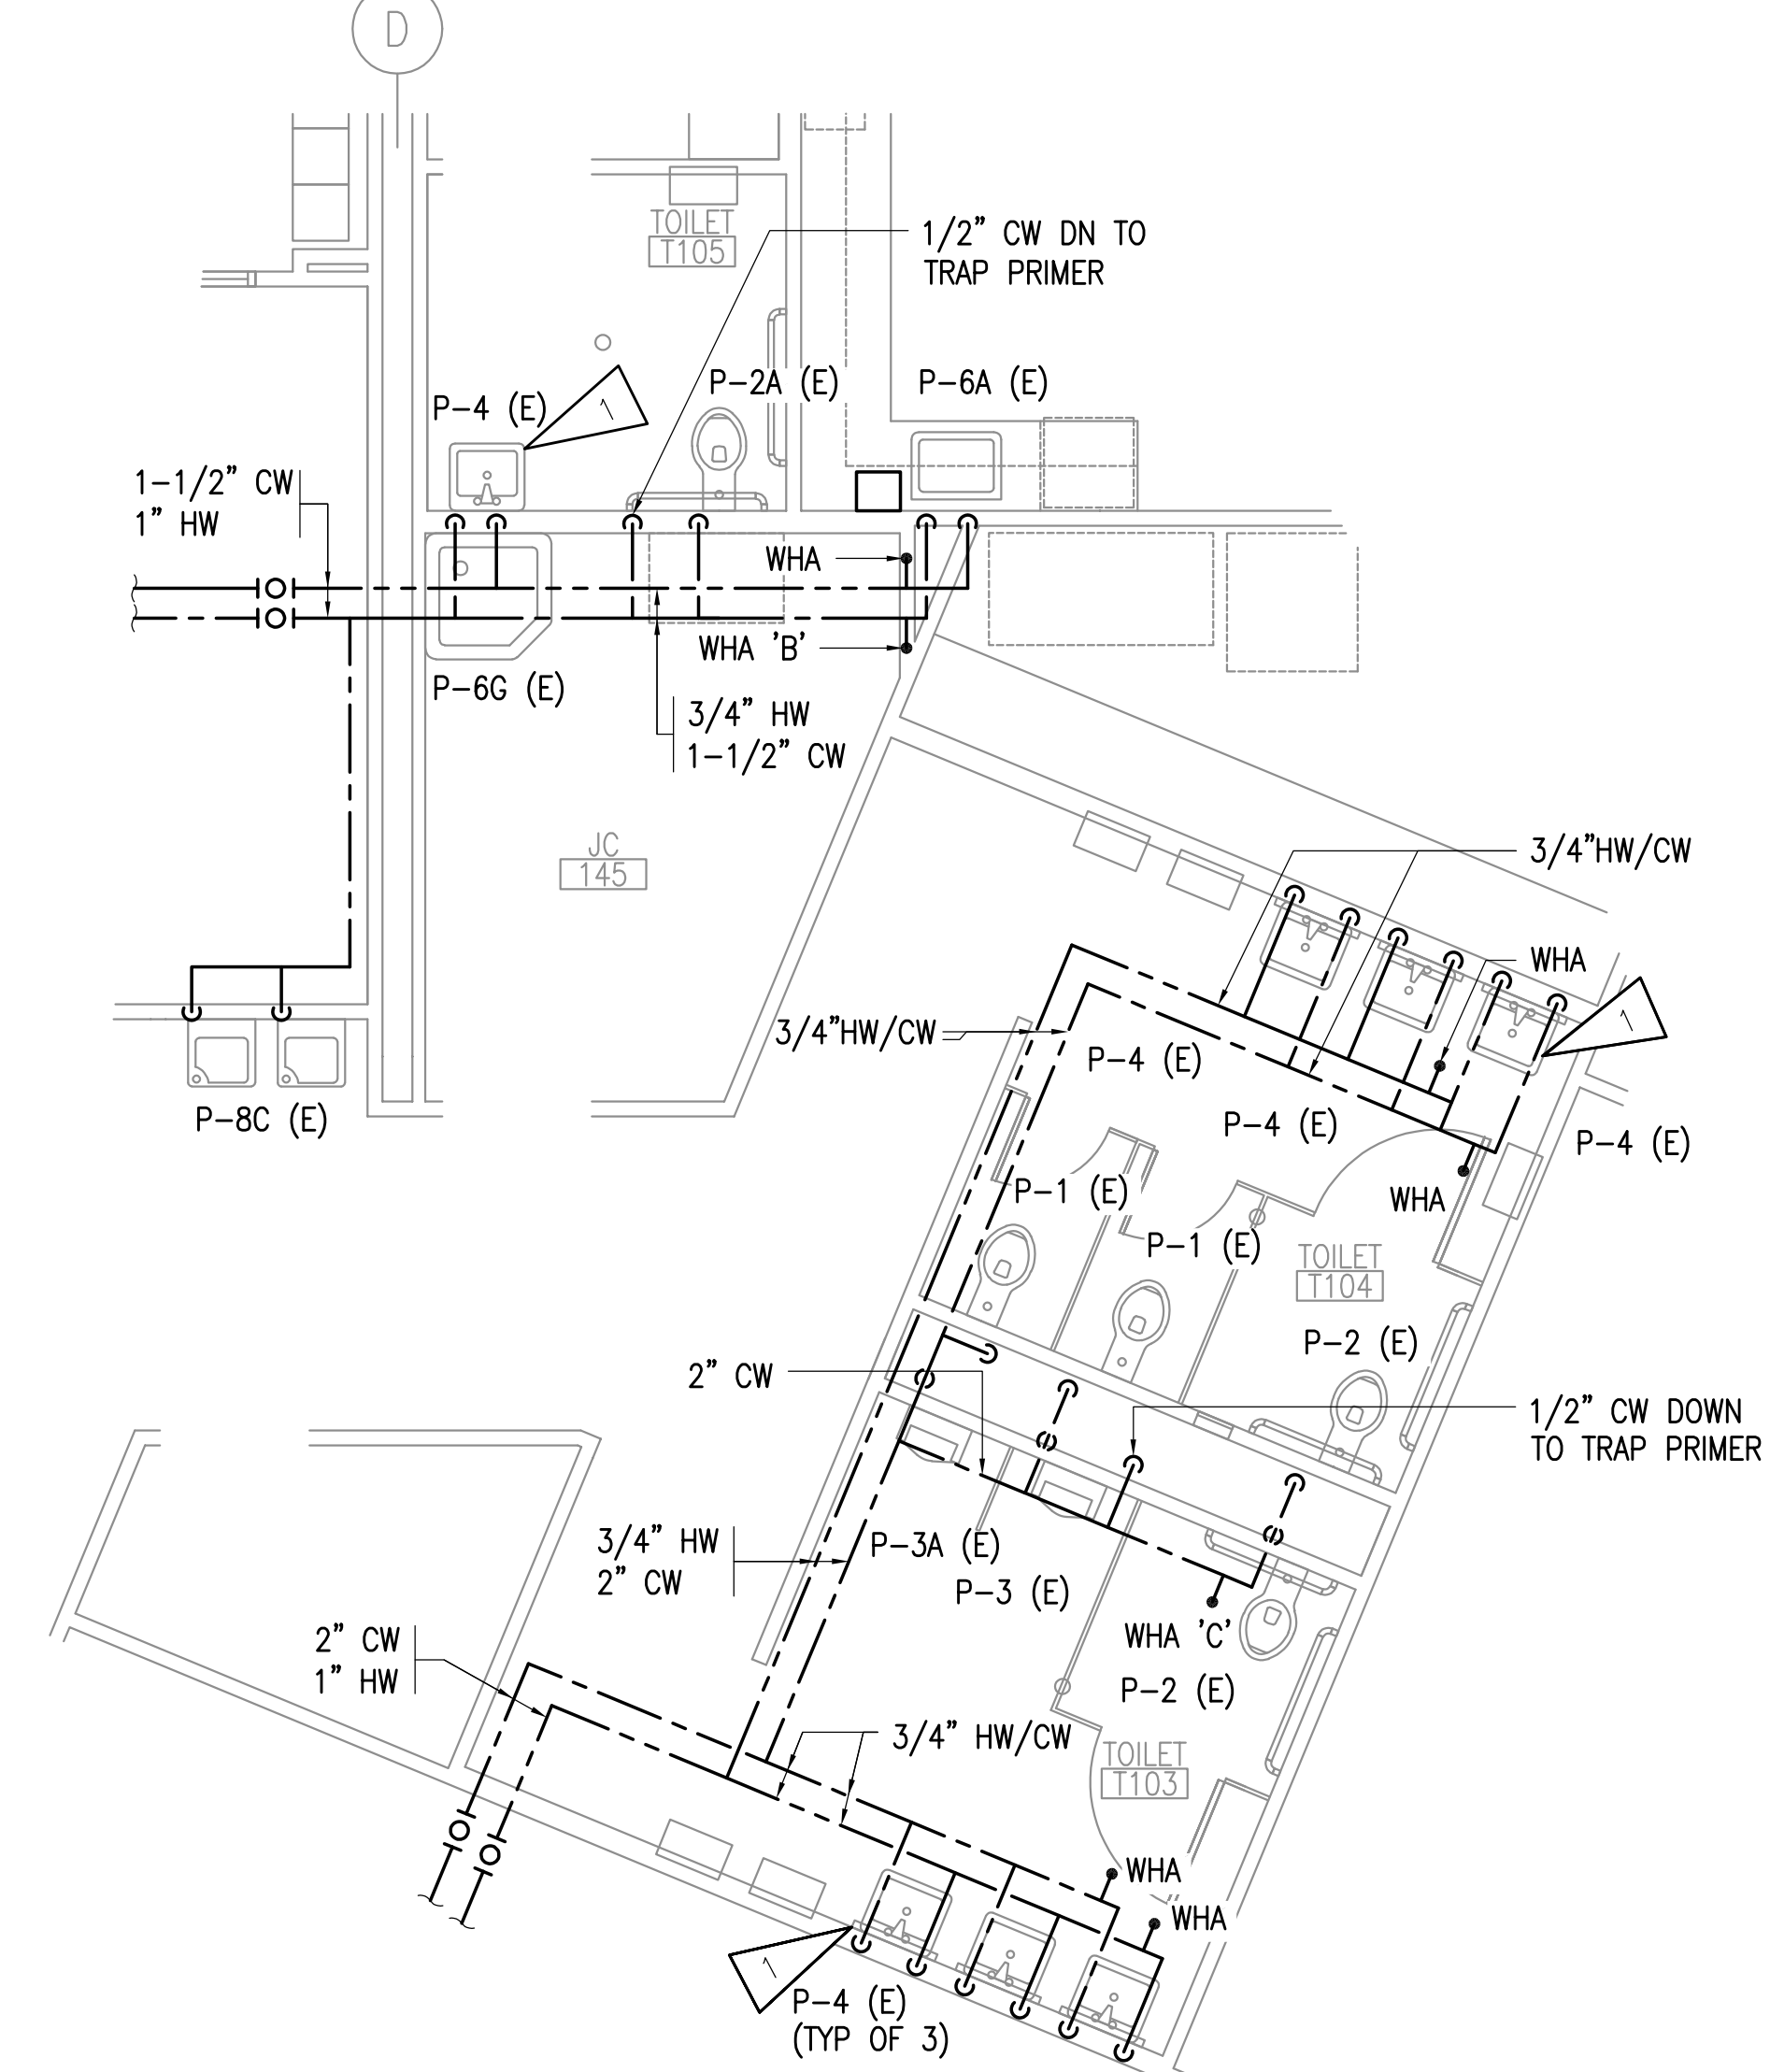 D
TOILET
T105
1/2” CW DN TO
TRAP PRIMER
P-4 (E)
1
P-2A (E)
P-6A (E)
1-1/2” CW
1” HW
WHA
WHA 'B'
P-6G (E)
3/4” HW
1-1/2” CW
JC
145
3/4”HW/CW
WHA
3/4”HW/CW
1
P-4 (E)
P-4 (E)
P-4 (E)
P-8C (E)
P-1 (E)
WHA
P-1 (E)
TOILET
T104
P-2 (E)
2” CW
1/2” CW DOWN
TO TRAP PRIMER
3/4” HW
2” CW
P-3A (E)
P-3 (E)
WHA 'C'
P-2 (E)
2” CW
1” HW
3/4” HW/CW
TOILET
T103
WHA
WHA
1
P-4 (E)
(TYP OF 3)